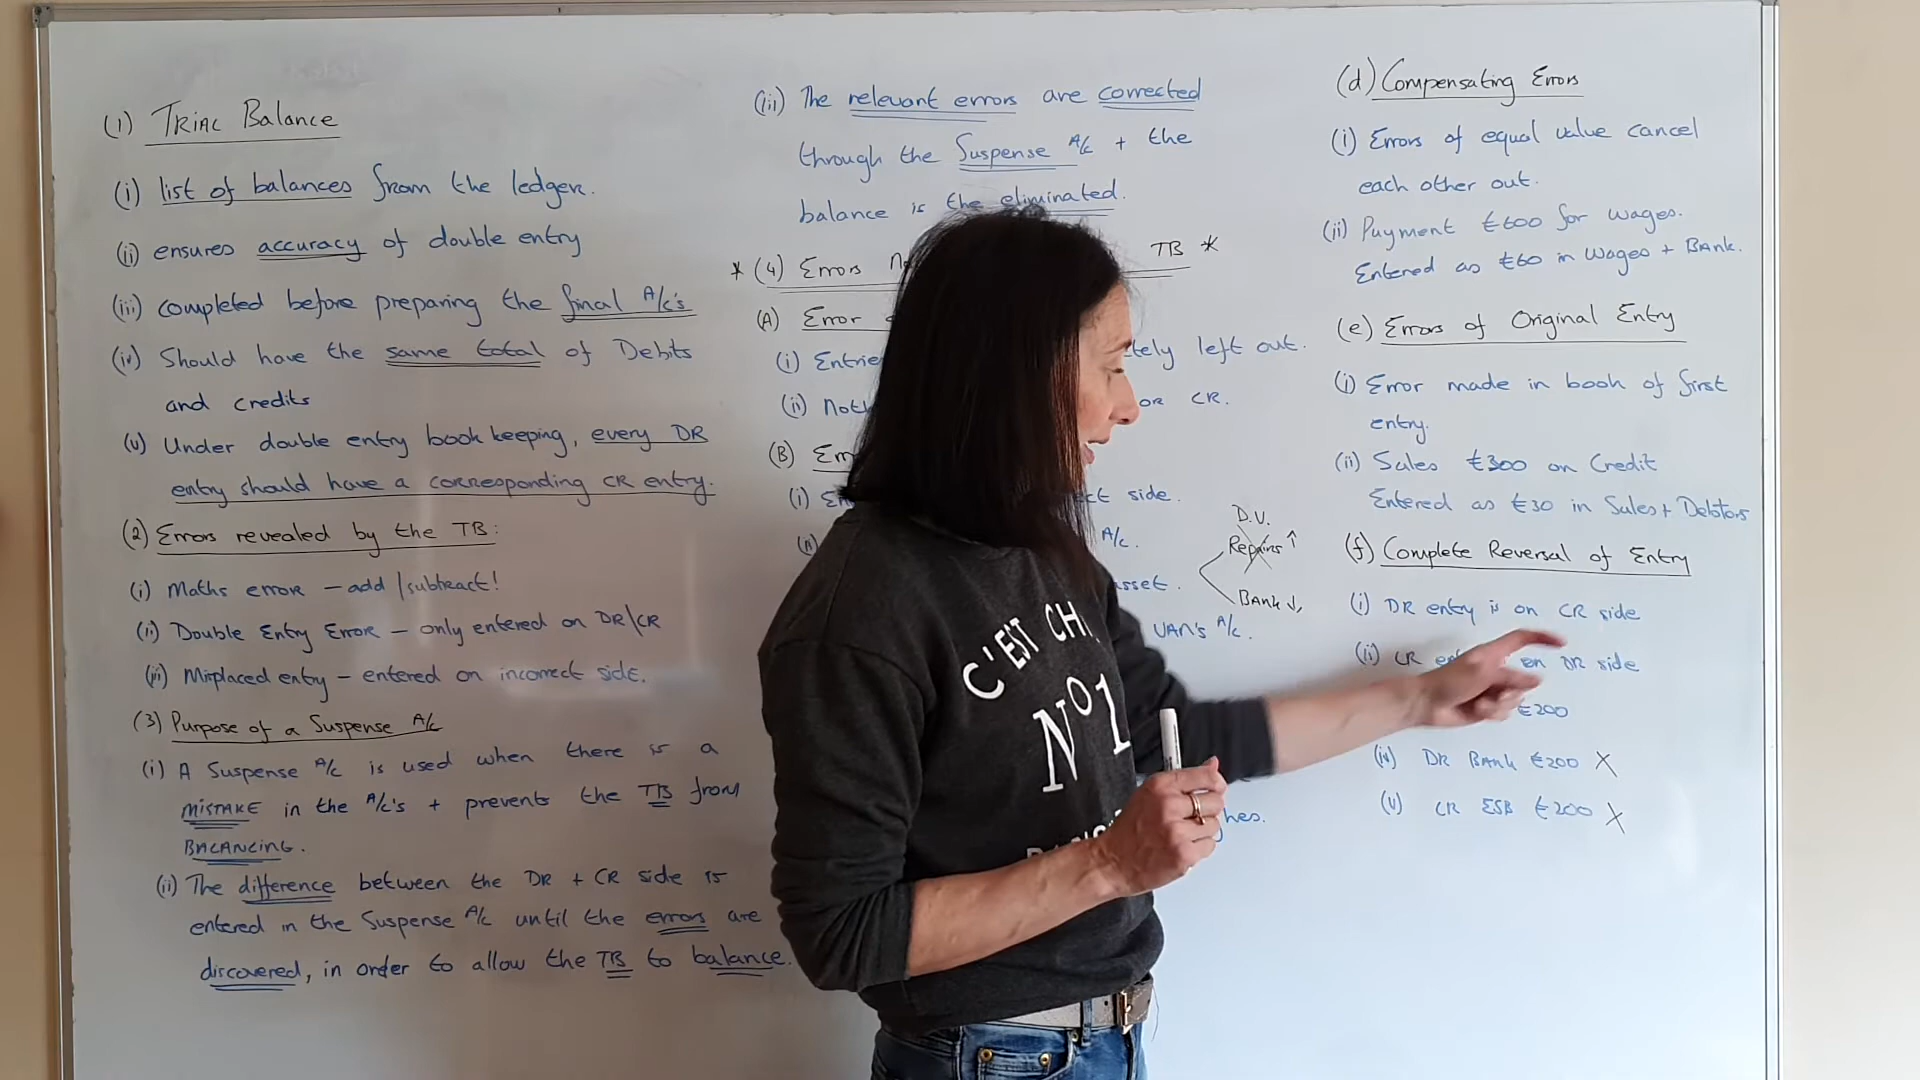 (1) TRIAL Balance
(i) list of balances from the ledger.
(ii) ensures accuracy of double entry
(iii) completed before preparing the final A/c's
(iv) Should have the same total of Debits
and credits
(v) Under double entry book keeping, every DR
entry should have a corresponding CR entry.
(2) Errors revealed by the TB:
(i) Maths error – add/subtract!
(ii) Double Entry Error – only entered on DR\CR
(iii) Misplaced entry – entered on incorrect side.
(3) Purpose of a Suspense A/c
(i) A Suspense A/c is used when there is a
MISTAKE in the A/c's + prevents the TB from
BALANCING.
(ii) The difference between the DR + CR side is
entered in the Suspense A/c until the errors are
discovered, in order to allow the TB to balance.
(iii) The relevant errors are corrected
through the Suspense A/c + the
balance is the eliminated.
* (4) Errors TB *
(A) Error
(i) left out.
(ii) or CR.
(B)
(i) side.
A/c.
VAN's A/c.
D.V.
Repairs ↑
Bank ↓
(d) Compensating Errors
(i) Errors of equal value cancel
each other out.
(ii) Payment €600 for wages.
Entered as €60 in Wages + Bank.
(e) Errors of Original Entry
(i) Error made in book of first
entry.
(ii) Sales €300 on Credit
Entered as €30 in Sales + Debtors
(f) Complete Reversal of Entry
(i) DR entry is on CR side
(ii) CR on DR side
€200
(iv) DR Bank €200 X
(v) CR ESB €200 X
C'EST CHI
Nº1